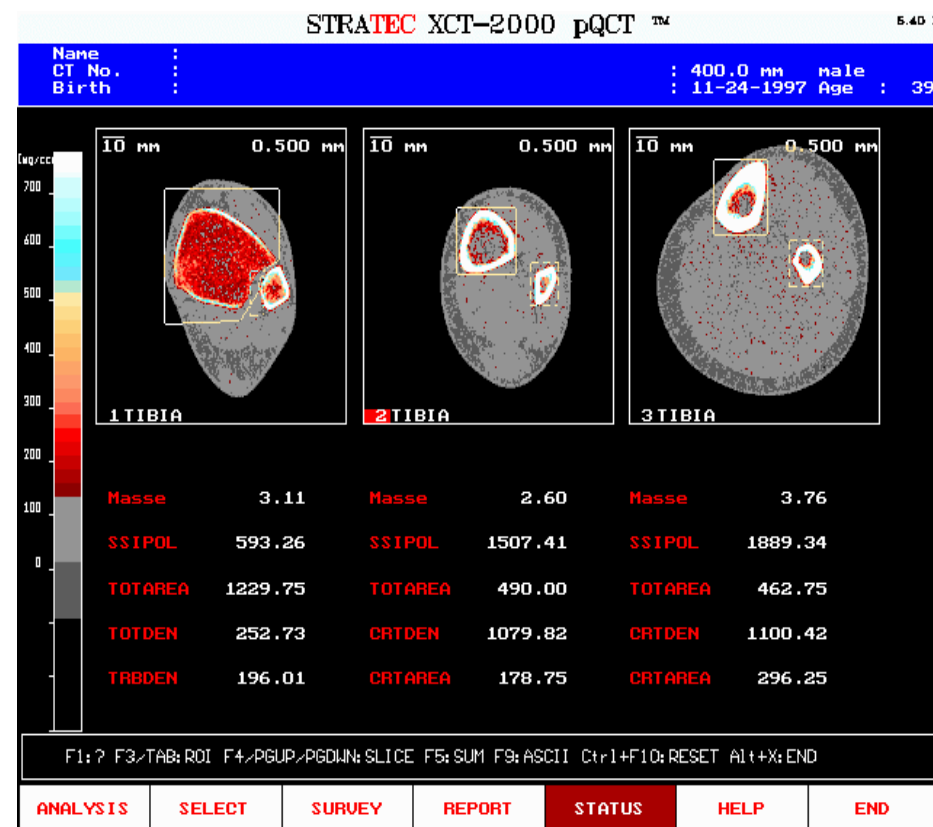 STRATEC XCT-2000 pQCT ™ 5.40
Name :
CT No. : : 400.0 mm male
Birth : : 11-24-1997 Age : 39
10 mm 0.500 mm 10 mm 0.500 mm 10 mm 0.500 mm
700
600
500
400
300
200
100
0
1 TIBIA 2 TIBIA 3 TIBIA
Masse 3.11 Masse 2.60 Masse 3.76
SSIPOL 593.26 SSIPOL 1507.41 SSIPOL 1889.34
TOTAREA 1229.75 TOTAREA 490.00 TOTAREA 462.75
TOTDEN 252.73 CRTDEN 1079.82 CRTDEN 1100.42
TRBDEN 196.01 CRTAREA 178.75 CRTAREA 296.25
F1:? F3/TAB:ROI F4/PGUP/PGDWN:SLICE F5:SUM F9:ASCII Ctrl+F10:RESET Alt+X:END
ANALYSIS SELECT SURVEY REPORT STATUS HELP END